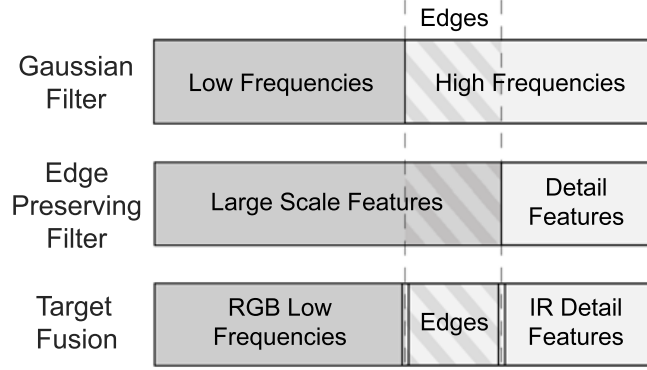 Edges
Gaussian
Filter
Low Frequencies
High Frequencies
Edge
Preserving
Filter
Large Scale Features
Detail
Features
Target
Fusion
RGB Low
Frequencies
Edges
IR Detail
Features